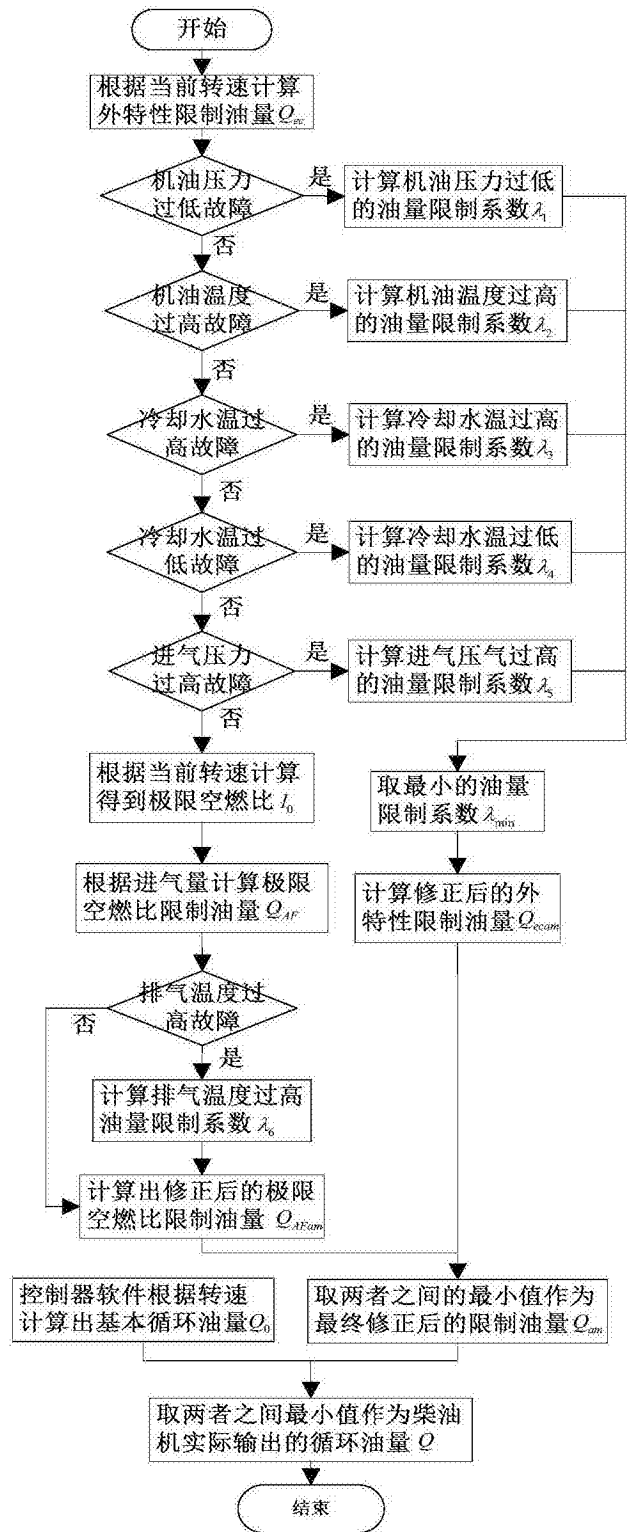 开始
根据当前转速计算
外特性限制油量Qec
机油压力
过低故障
是
计算机油压力过低
的油量限制系数λ1
否
机油温度
过高故障
是
计算机油温度过高
的油量限制系数λ2
否
冷却水温过
高故障
是
计算冷却水温过高
的油量限制系数λ3
否
冷却水温过
低故障
是
计算冷却水温过低
的油量限制系数λ4
否
进气压力
过高故障
是
计算进气压气过高
的油量限制系数λ5
否
根据当前转速计算
得到极限空燃比l0
取最小的油量
限制系数λmin
根据进气量计算极限
空燃比限制油量QAF
计算修正后的外
特性限制油量Qecam
排气温度过
高故障
否
是
计算排气温度过高
油量限制系数λ6
计算出修正后的极限
空燃比限制油量 QAFam
控制器软件根据转速
计算出基本循环油量Q0
取两者之间的最小值作为
最终修正后的限制油量Qam
取两者之间最小值作为柴油
机实际输出的循环油量 Q
结束